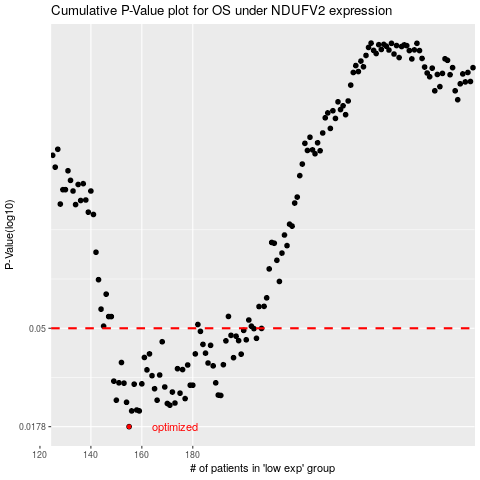 Cumulative P-Value plot for OS under NDUFV2 expression
P-Value(log10)
0.05
0.0178
optimized
120 140 160 180
# of patients in 'low exp' group